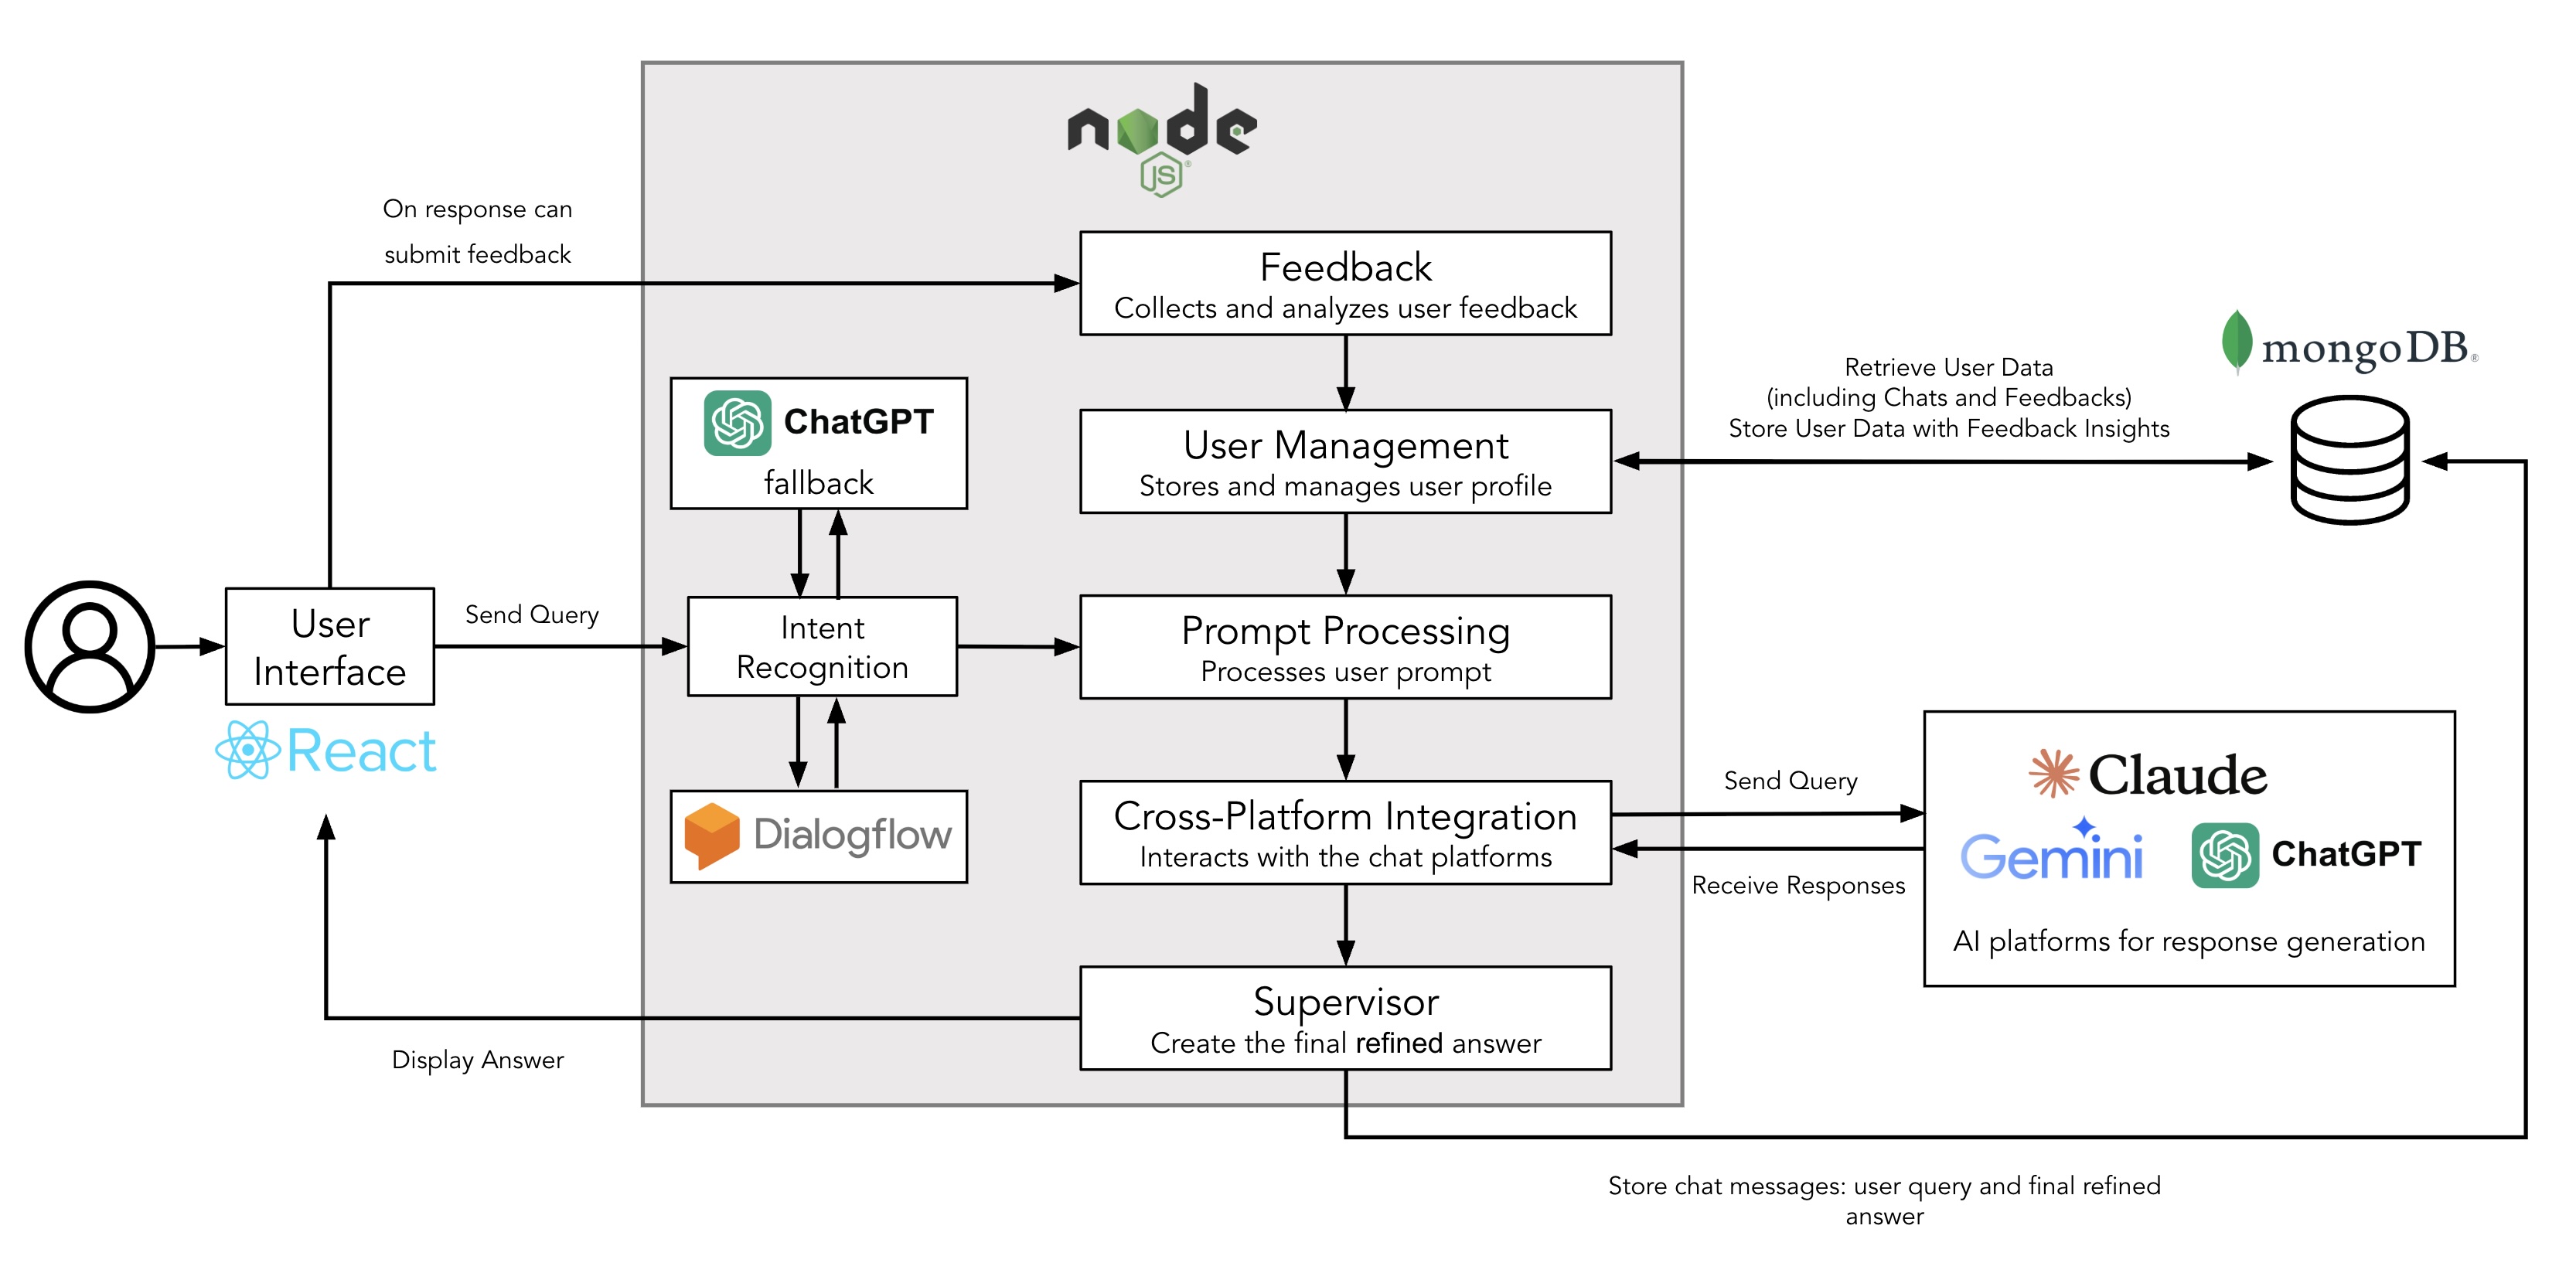 node
JS
On response can
submit feedback
Feedback
Collects and analyzes user feedback
mongoDB®
Retrieve User Data
(including Chats and Feedbacks)
Store User Data with Feedback Insights
ChatGPT
fallback
User Management
Stores and manages user profile
User
Interface
Send Query
Intent
Recognition
Prompt Processing
Processes user prompt
React
Dialogflow
Cross-Platform Integration
Interacts with the chat platforms
Send Query
Receive Responses
Claude
Gemini
ChatGPT
AI platforms for response generation
Supervisor
Create the final refined answer
Display Answer
Store chat messages: user query and final refined
answer